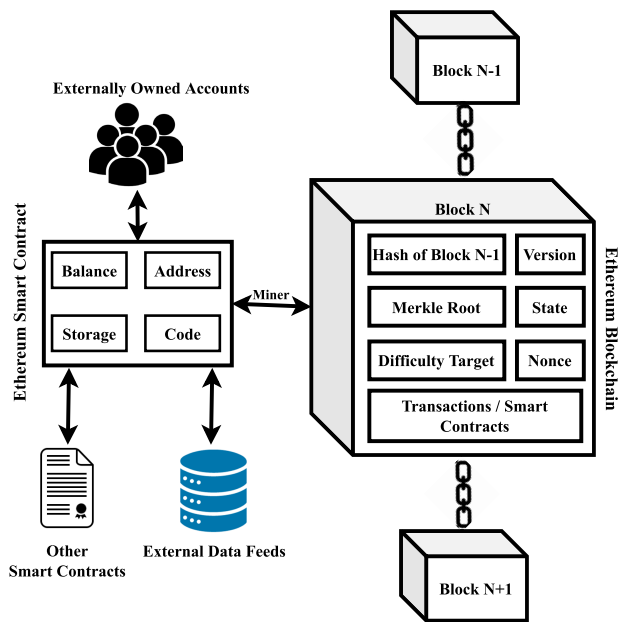 Externally Owned Accounts
Ethereum Smart Contract
Balance
Address
Storage
Code
Other
Smart Contracts
External Data Feeds
Miner
Block N-1
Block N
Hash of Block N-1
Version
Merkle Root
State
Difficulty Target
Nonce
Transactions / Smart
Contracts
Ethereum Blockchain
Block N+1